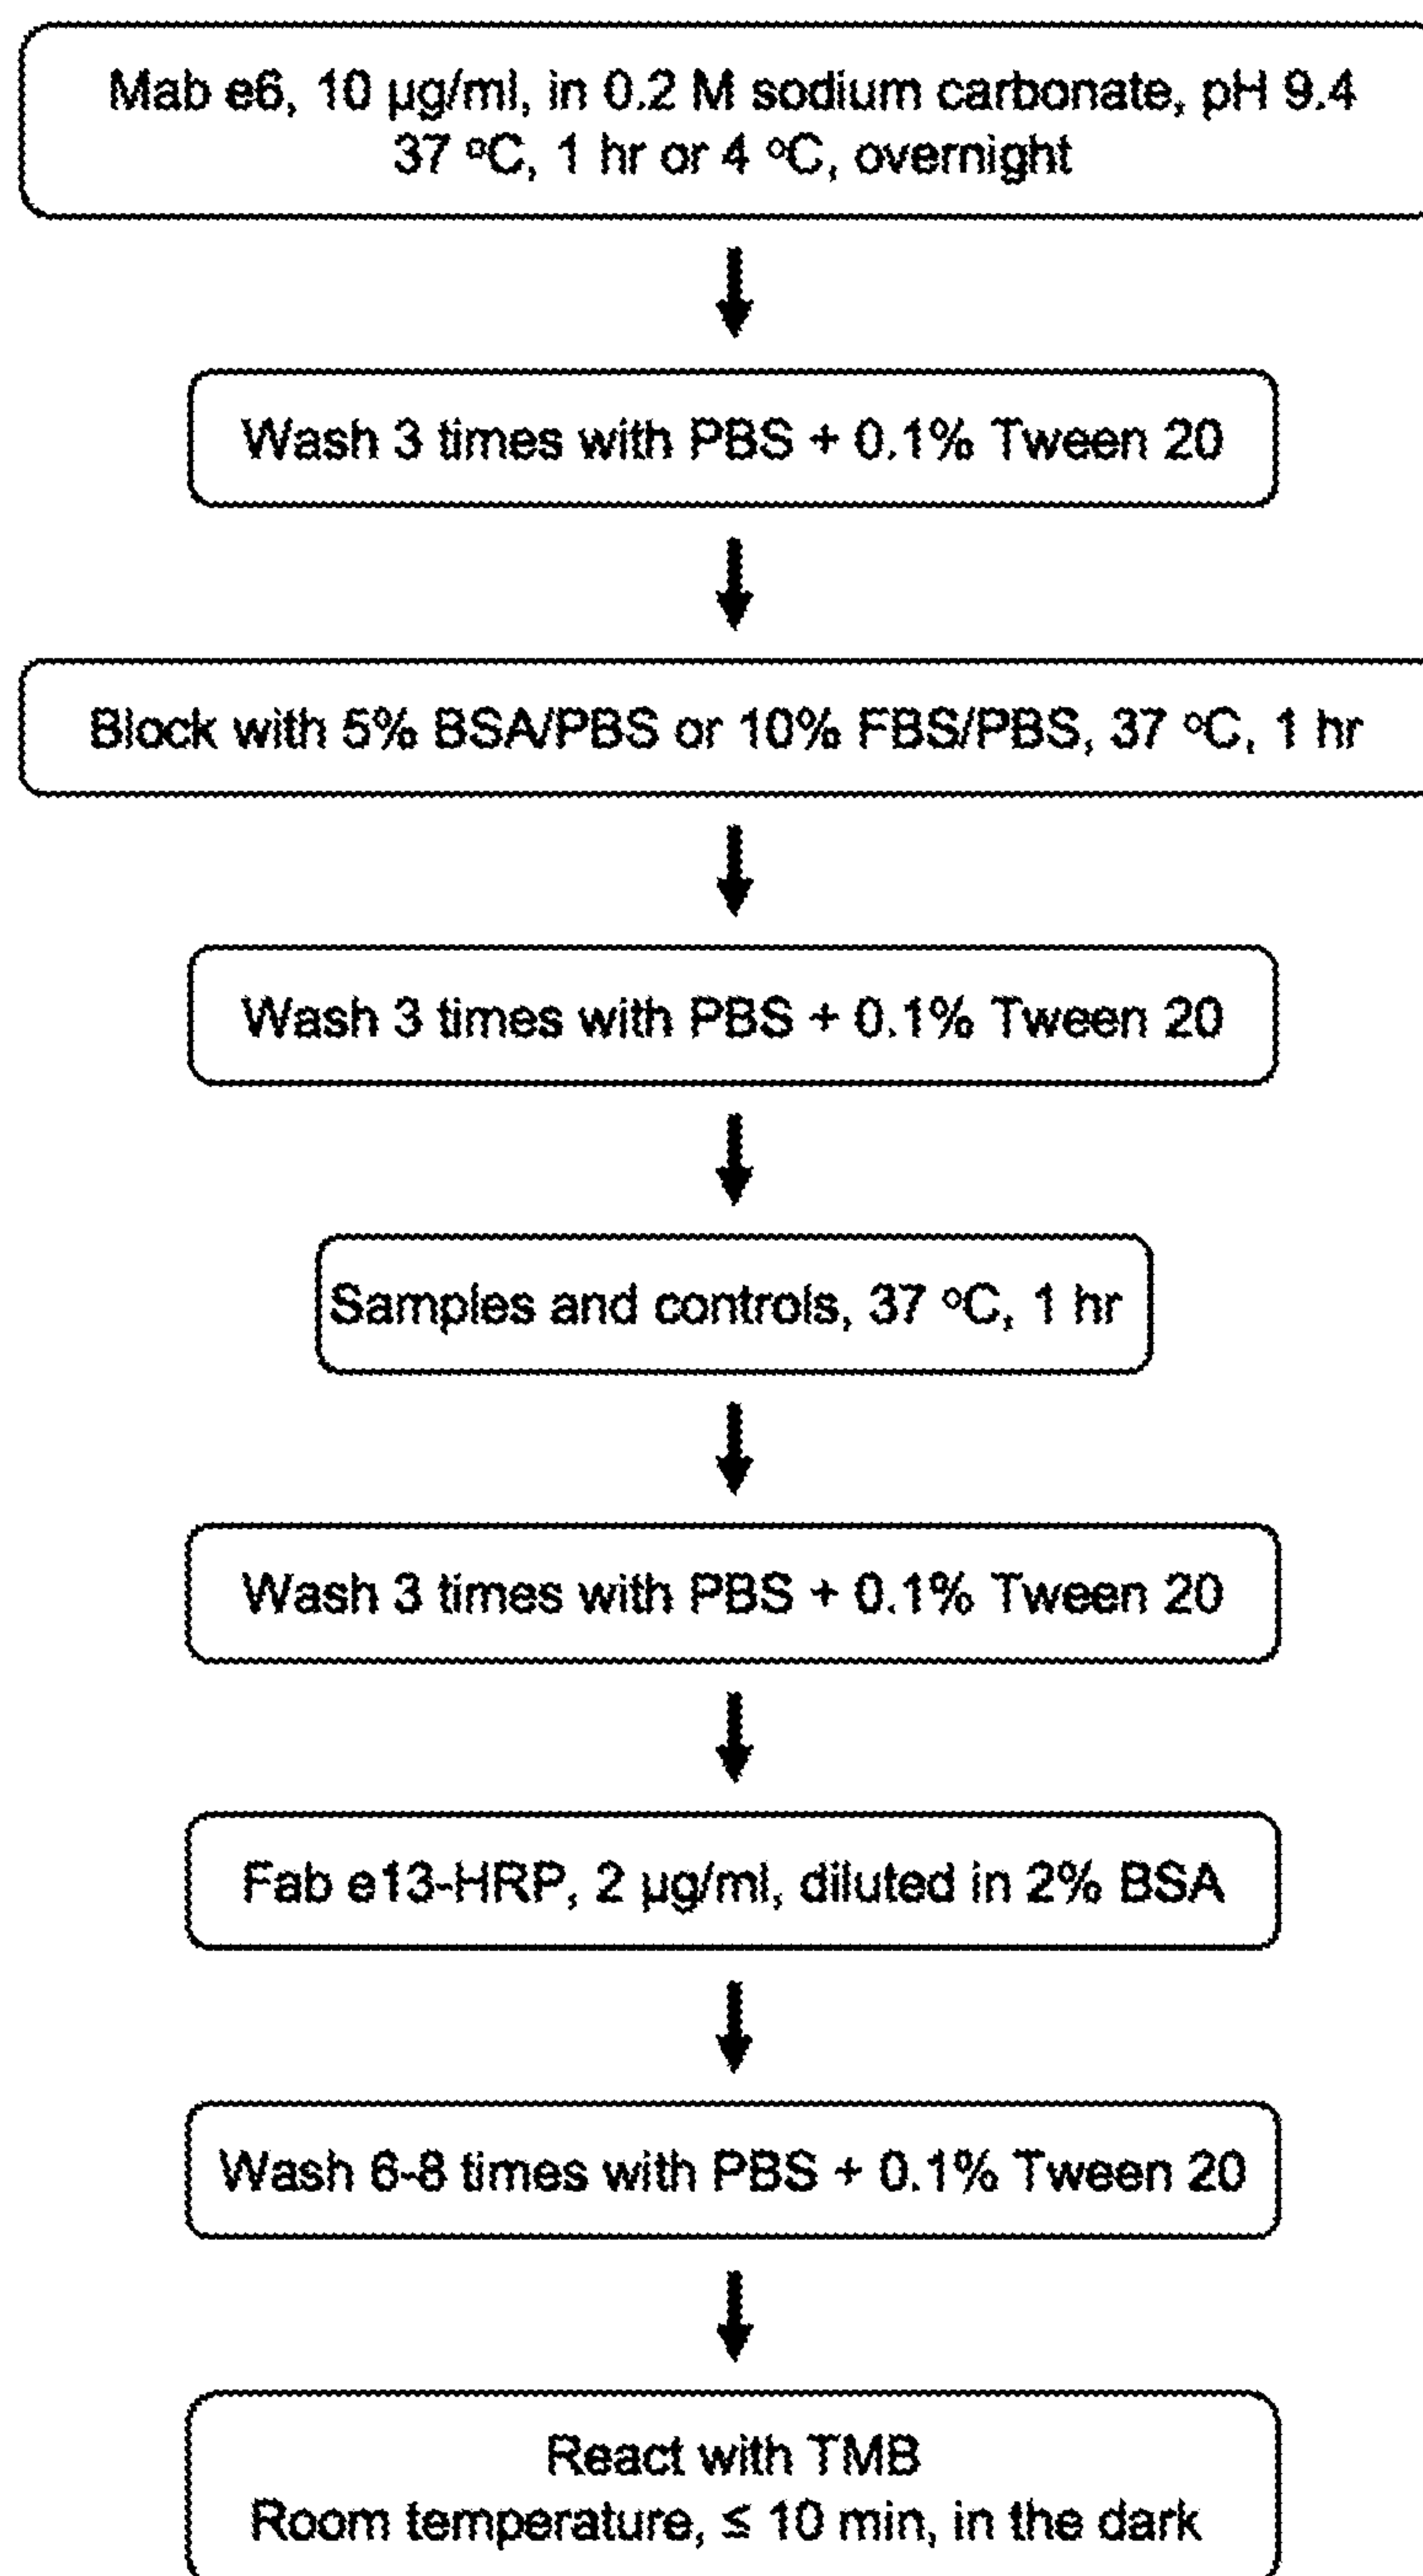 Mab e6, 10 µg/ml, in 0.2 M sodium carbonate, pH 9.4
37 ºC, 1 hr or 4 ºC, overnight
Wash 3 times with PBS + 0.1% Tween 20
Block with 5% BSA/PBS or 10% FBS/PBS, 37 ºC, 1 hr
Wash 3 times with PBS + 0.1% Tween 20
Samples and controls, 37 ºC, 1 hr
Wash 3 times with PBS + 0.1% Tween 20
Fab e13-HRP, 2 µg/ml, diluted in 2% BSA
Wash 6-8 times with PBS + 0.1% Tween 20
React with TMB
Room temperature, ≤ 10 min, in the dark